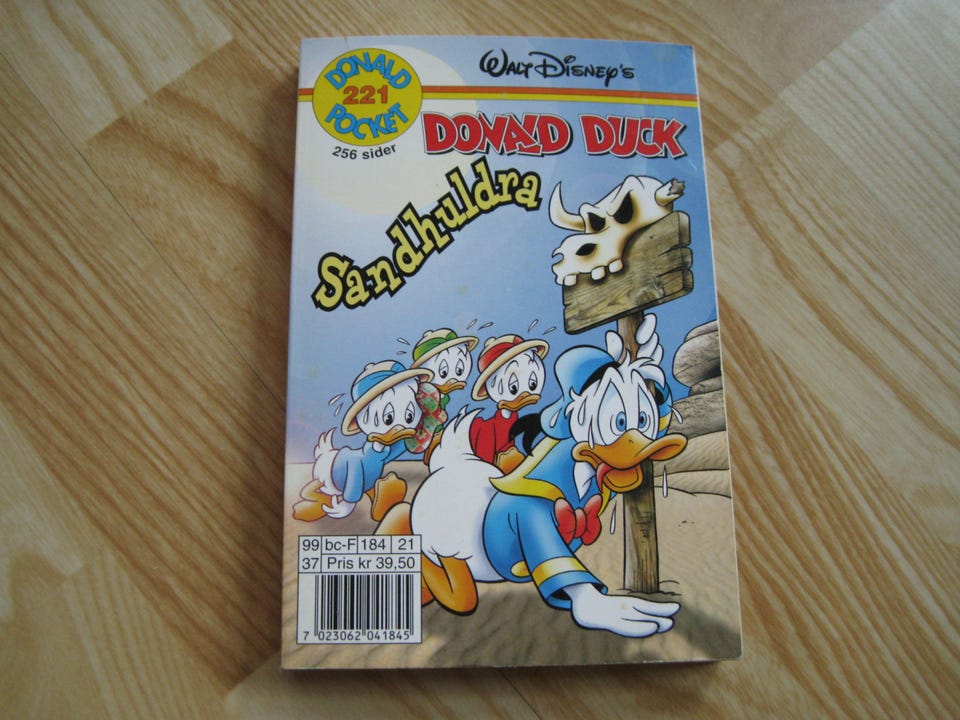 DONALD
221
POCKET
256 sider
WALT DISNEY'S
DONALD DUCK
Sandhuldra
99 bc-F 184 21
37 Pris kr 39,50
7 023062 041845